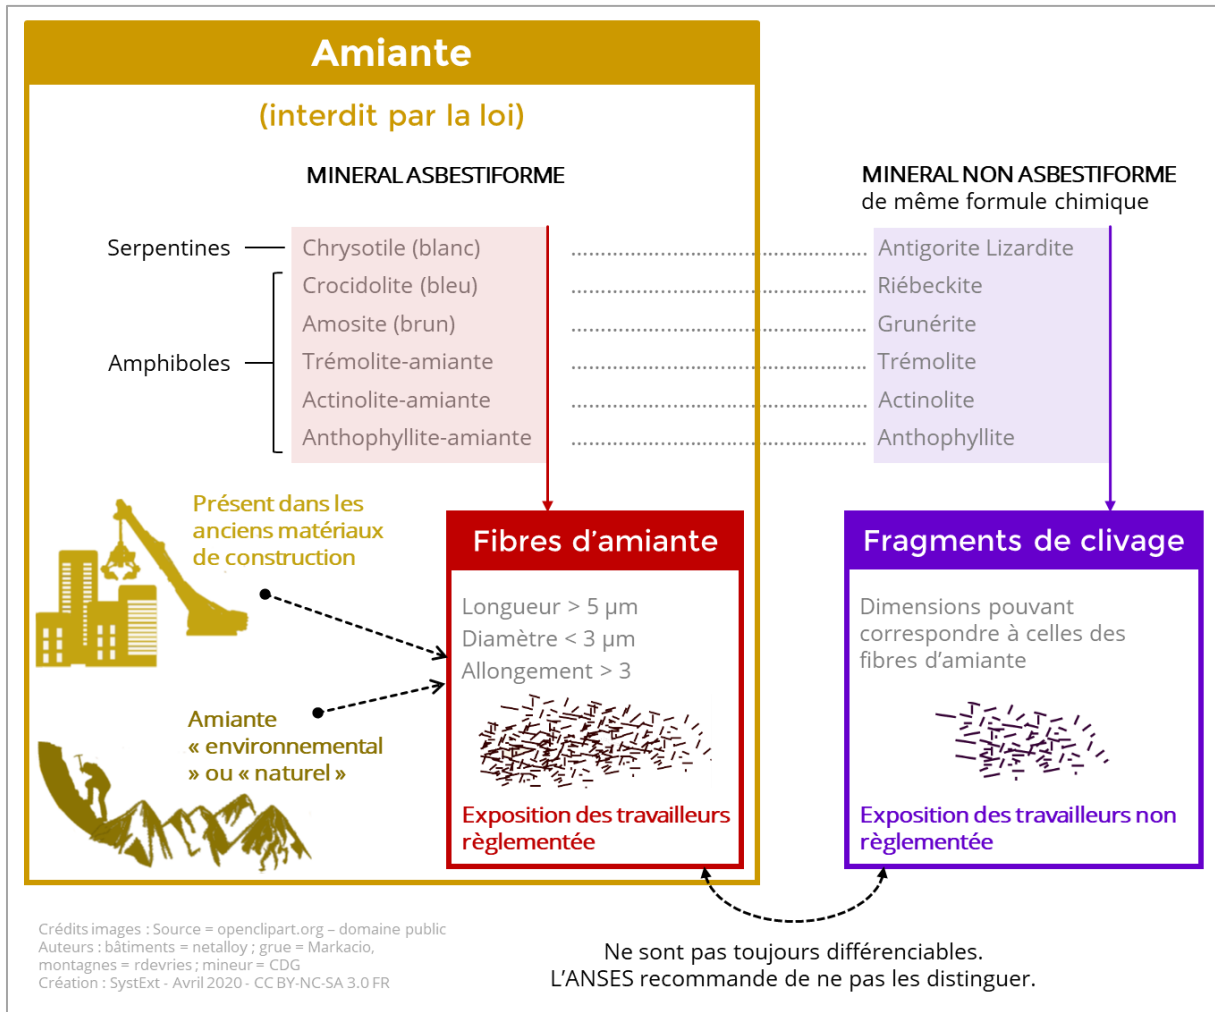 Amiante
(interdit par la loi)
MINERAL ASBESTIFORME
MINERAL NON ASBESTIFORME
de même formule chimique
Serpentines
Chrysotile (blanc)
Antigorite Lizardite
Crocidolite (bleu)
Riébeckite
Amosite (brun)
Grunérite
Amphiboles
Trémolite-amiante
Trémolite
Actinolite-amiante
Actinolite
Anthophyllite-amiante
Anthophyllite
Présent dans les
anciens matériaux
de construction
Amiante
« environnemental
» ou « naturel »
Fibres d’amiante
Longueur > 5 µm
Diamètre < 3 µm
Allongement > 3
Exposition des travailleurs
règlementée
Fragments de clivage
Dimensions pouvant
correspondre à celles des
fibres d’amiante
Exposition des travailleurs non
règlementée
Ne sont pas toujours différenciables.
L’ANSES recommande de ne pas les distinguer.
Crédits images : Source = openclipart.org – domaine public
Auteurs : bâtiments = netalloy ; grue = Markacio,
montagnes = rdevries ; mineur = CDG
Création : SystExt - Avril 2020 - CC BY-NC-SA 3.0 FR